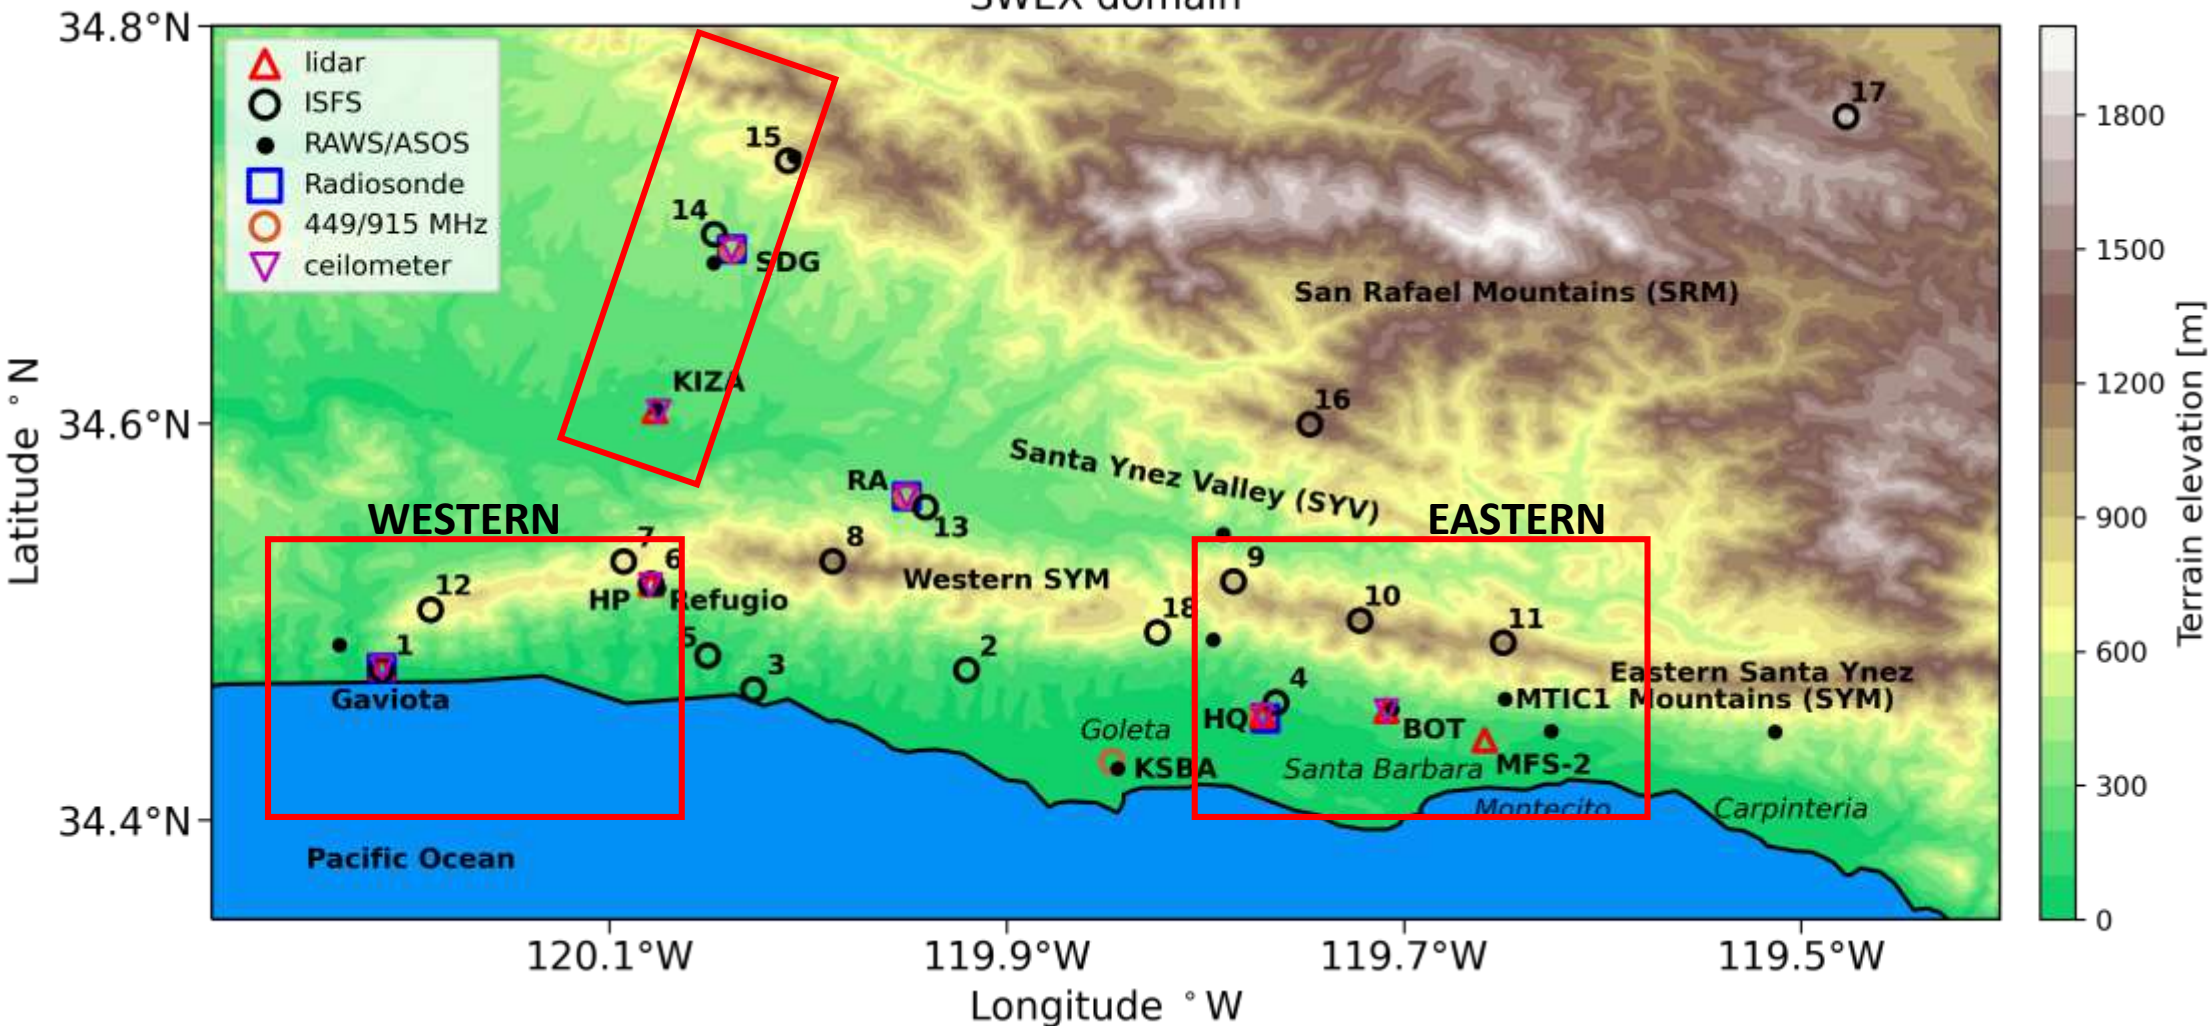 SWEX domain
34.8°N
34.6°N
34.4°N
Latitude °N
lidar
ISFS
RAWS/ASOS
Radiosonde
449/915 MHz
ceilometer
17
15
14
SDG
San Rafael Mountains (SRM)
KIZA
16
Santa Ynez Valley (SYV)
RA
13
WESTERN
EASTERN
7
6
8
9
12
HP
Refugio
Western SYM
10
18
11
1
5
3
2
4
Gaviota
Eastern Santa Ynez
Mountains (SYM)
MTIC1
HQ
BOT
Goleta
KSBA
Santa Barbara
MFS-2
Montecito
Carpinteria
Pacific Ocean
120.1°W
119.9°W
119.7°W
119.5°W
Longitude °W
1800
1500
1200
900
600
300
0
Terrain elevation [m]